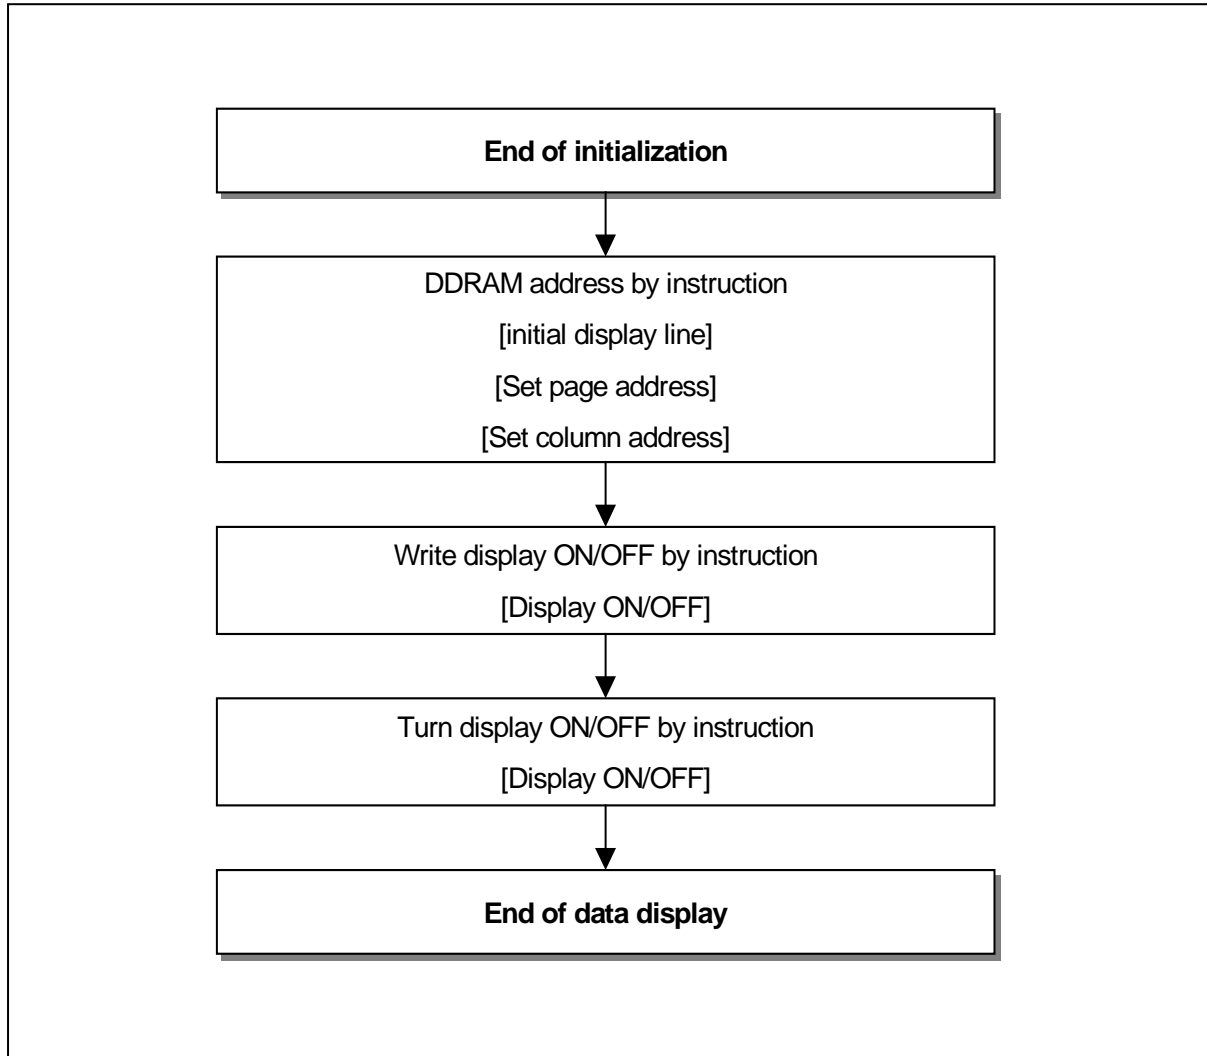 End of initialization
DDRAM address by instruction
[initial display line]
[Set page address]
[Set column address]
Write display ON/OFF by instruction
[Display ON/OFF]
Turn display ON/OFF by instruction
[Display ON/OFF]
End of data display